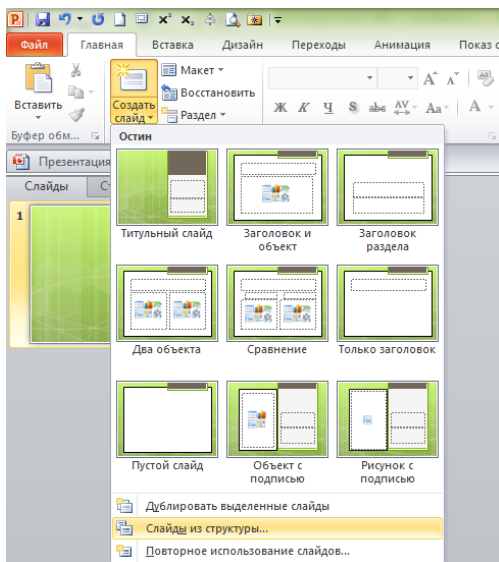 Файл Главная Вставка Дизайн Переходы Анимация Показ с
Вставить
Создать слайд
Макет
Восстановить
Раздел
Ж К Ч S abc AV Aa A
Буфер обм...
Презентация
Слайды С
1
Остин
Титульный слайд
Заголовок и объект
Заголовок раздела
Два объекта
Сравнение
Только заголовок
Пустой слайд
Объект с подписью
Рисунок с подписью
Дублировать выделенные слайды
Слайды из структуры...
Повторное использование слайдов...